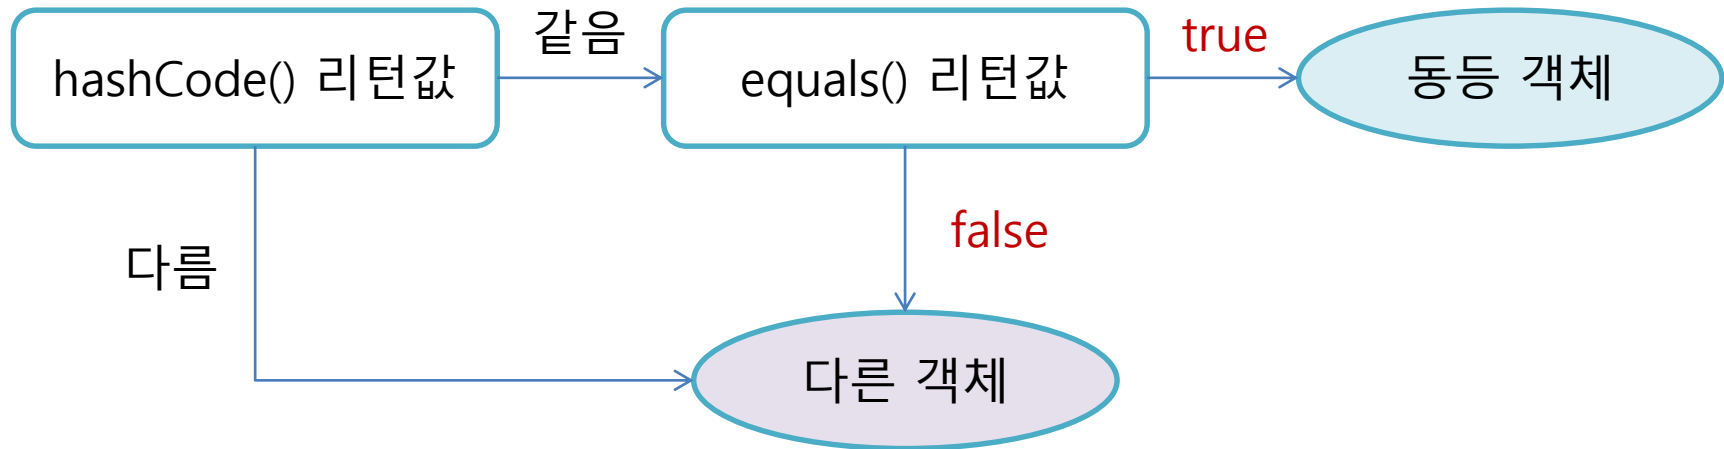 hashCode() 리턴값
같음
equals() 리턴값
true
동등 객체
다름
false
다른 객체